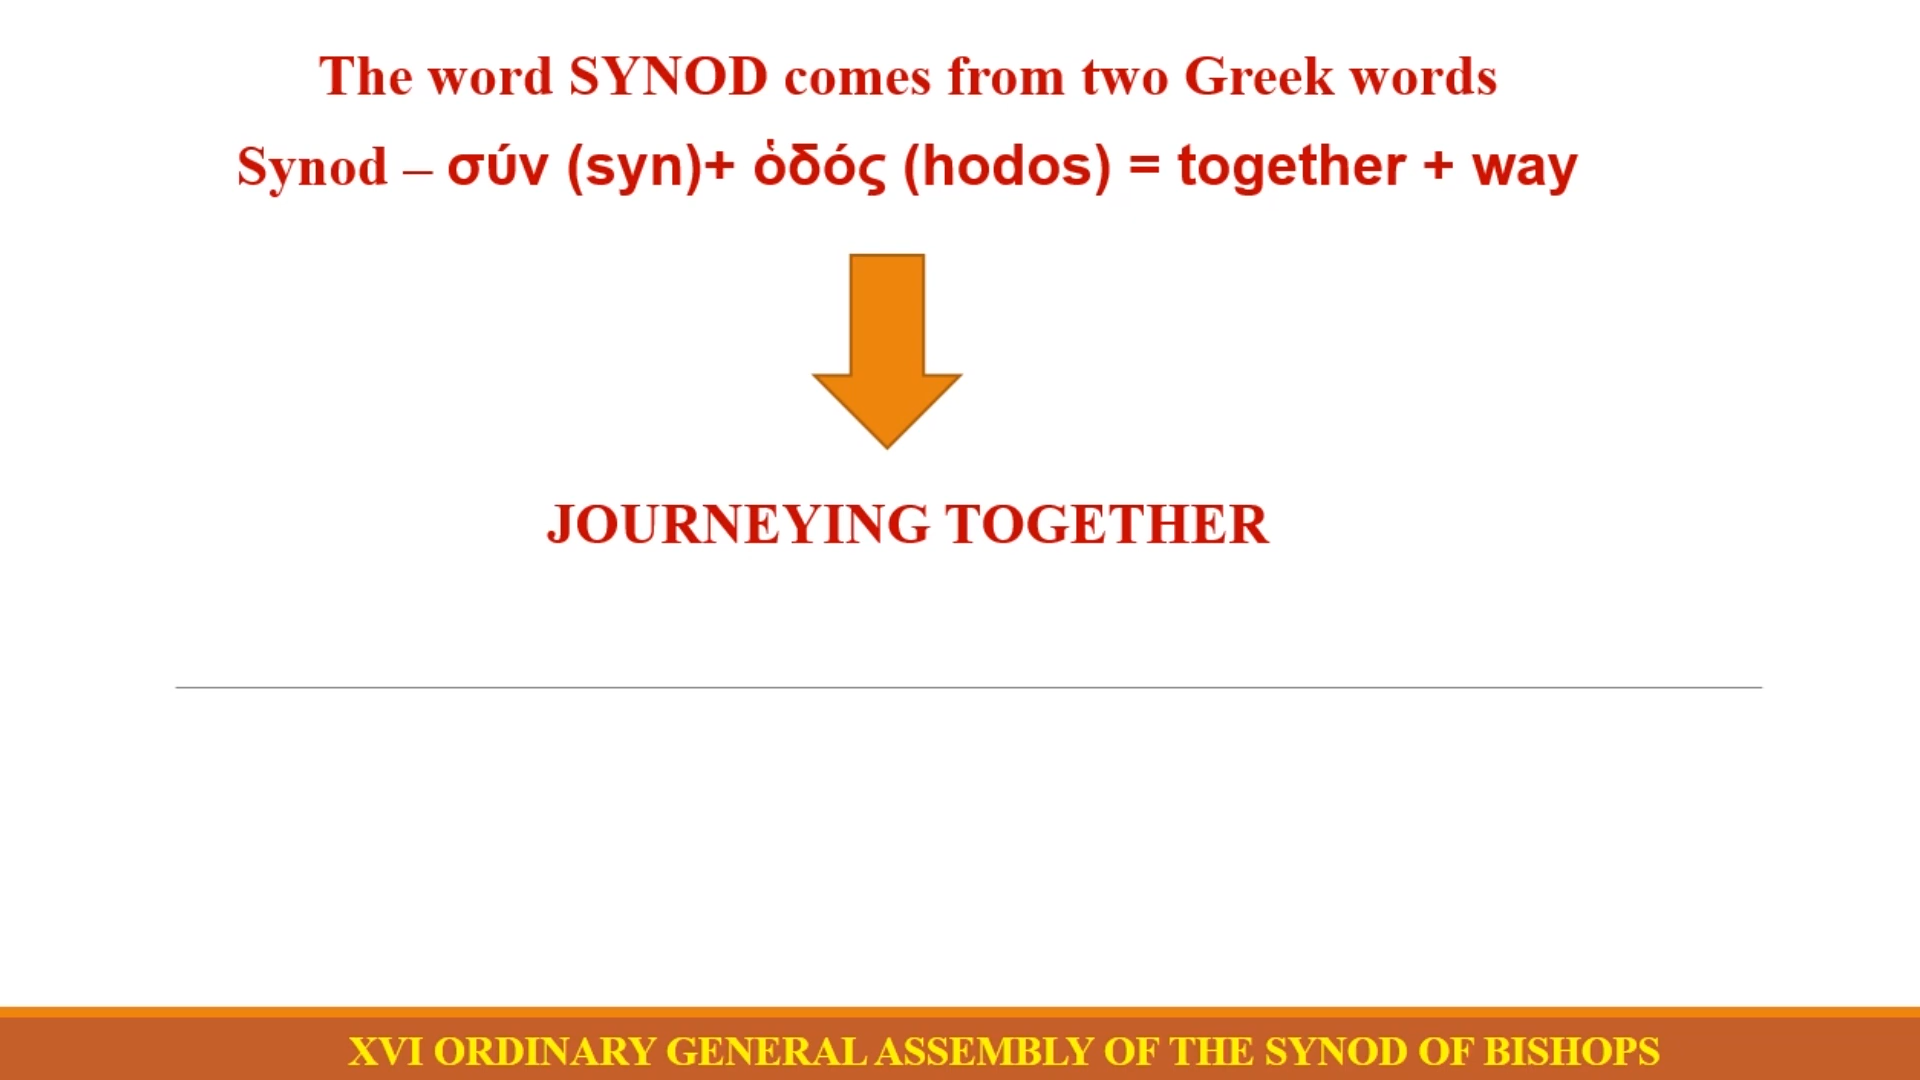 The word SYNOD comes from two Greek words
Synod – σύν (syn)+ ὁδός (hodos) = together + way
JOURNEYING TOGETHER
XVI ORDINARY GENERAL ASSEMBLY OF THE SYNOD OF BISHOPS